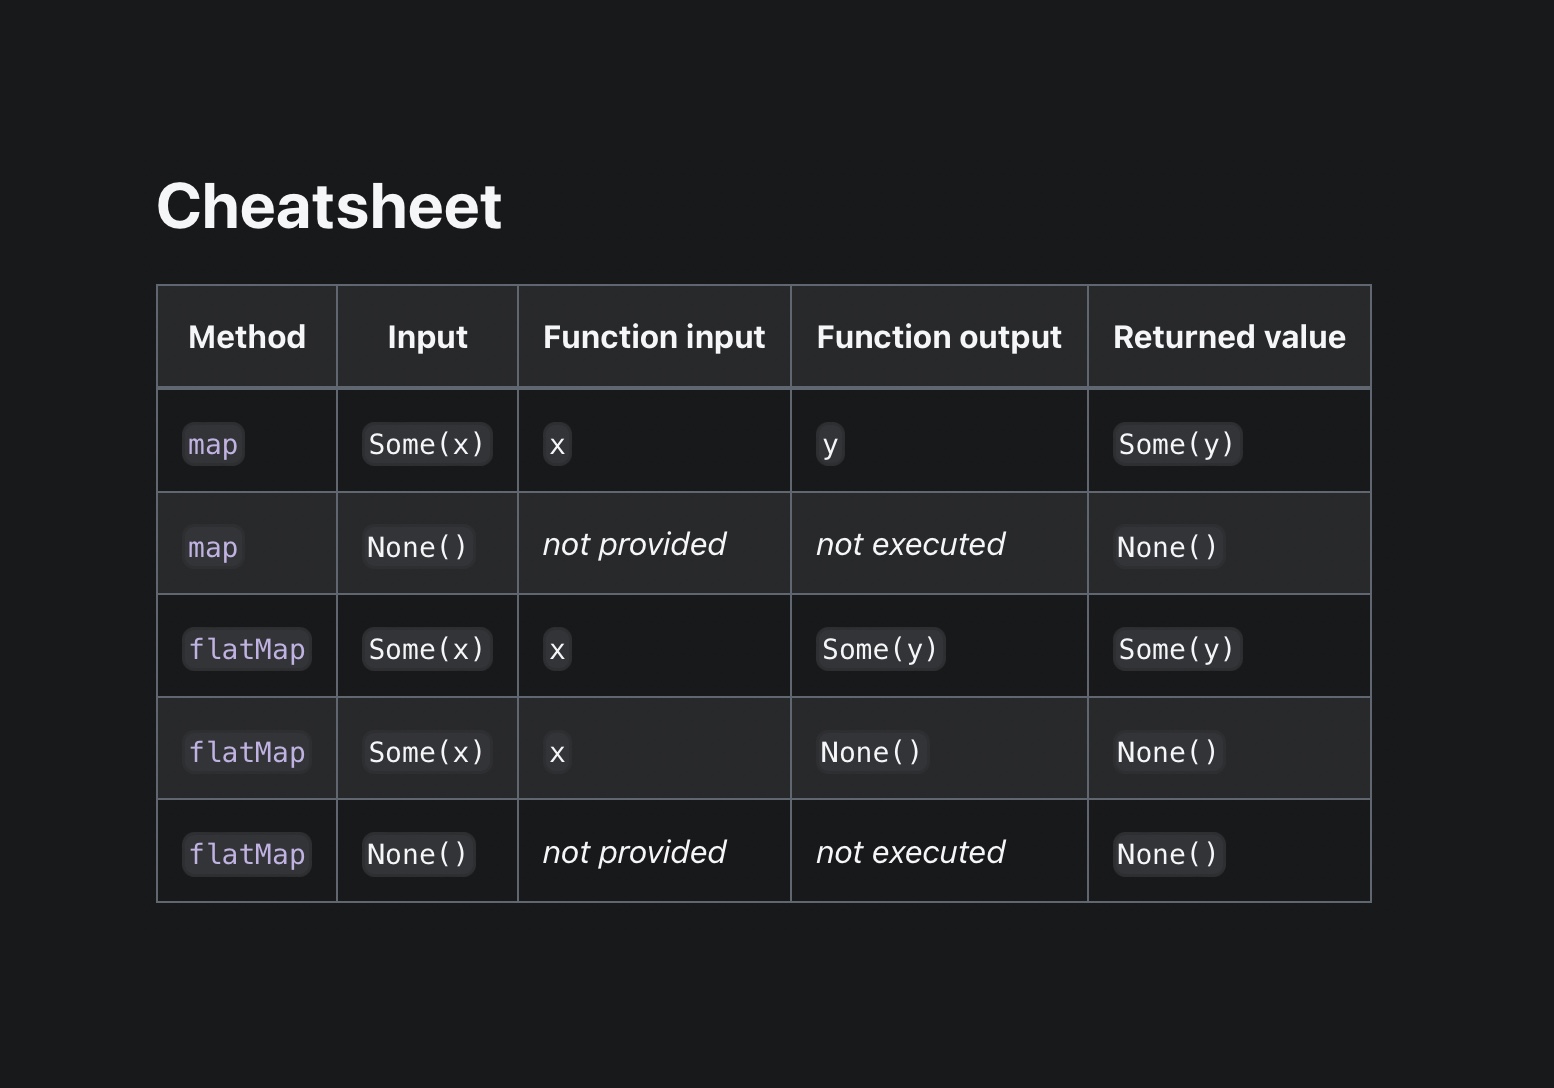 Cheatsheet
Method Input Function input Function output Returned value
map Some(x) x y Some(y)
map None() not provided not executed None()
flatMap Some(x) x Some(y) Some(y)
flatMap Some(x) x None() None()
flatMap None() not provided not executed None()